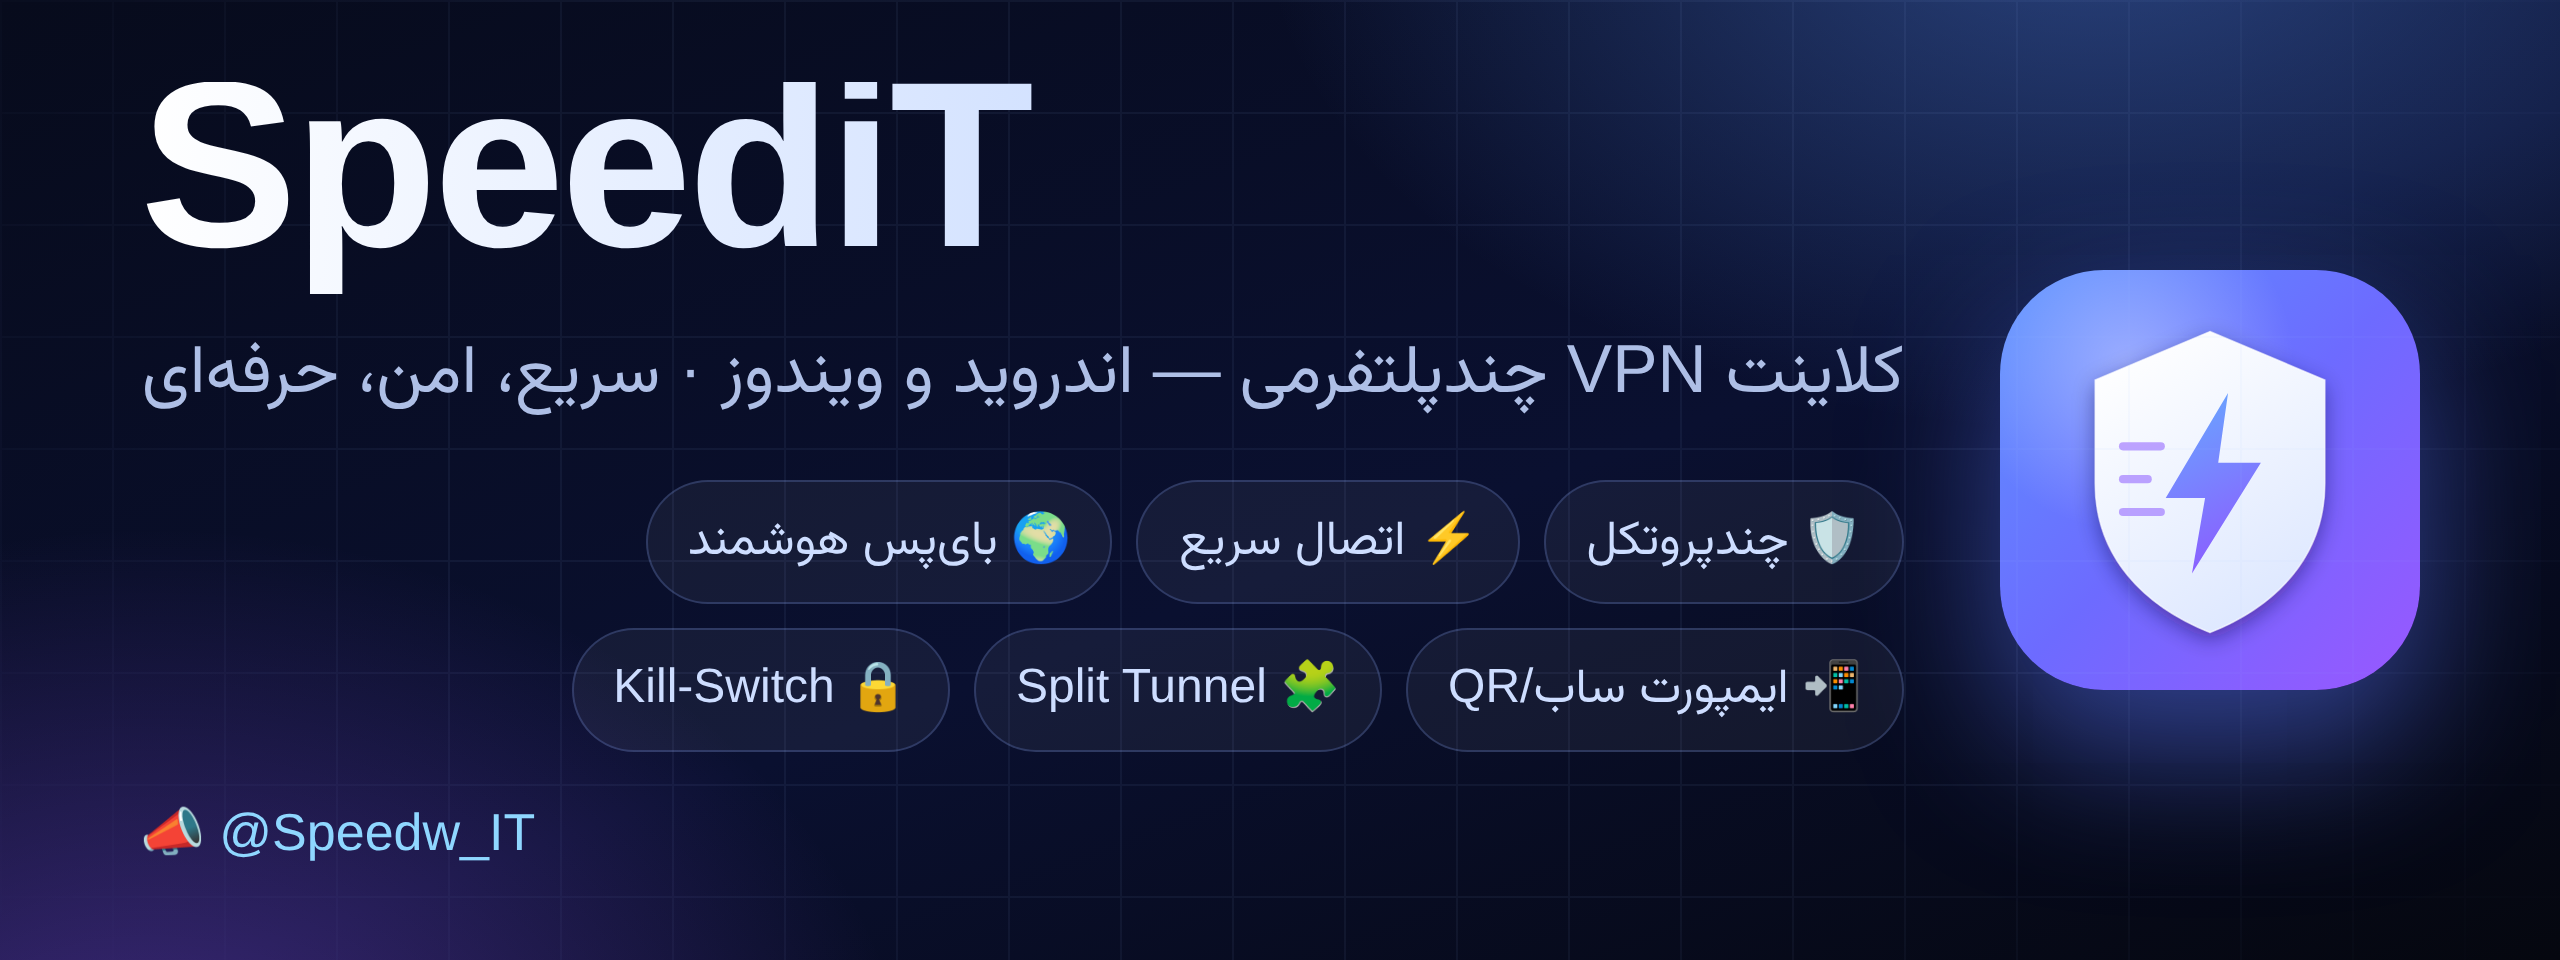 SpeediT
کلاینت VPN چندپلتفرمی — اندروید و ویندوز · سریع، امن، حرفه‌ای
🛡️ چندپروتکل
⚡ اتصال سریع
🌍 بای‌پس هوشمند
📲 ایمپورت ساب/QR
🧩 Split Tunnel
🔒 Kill-Switch
📣 @Speedw_IT